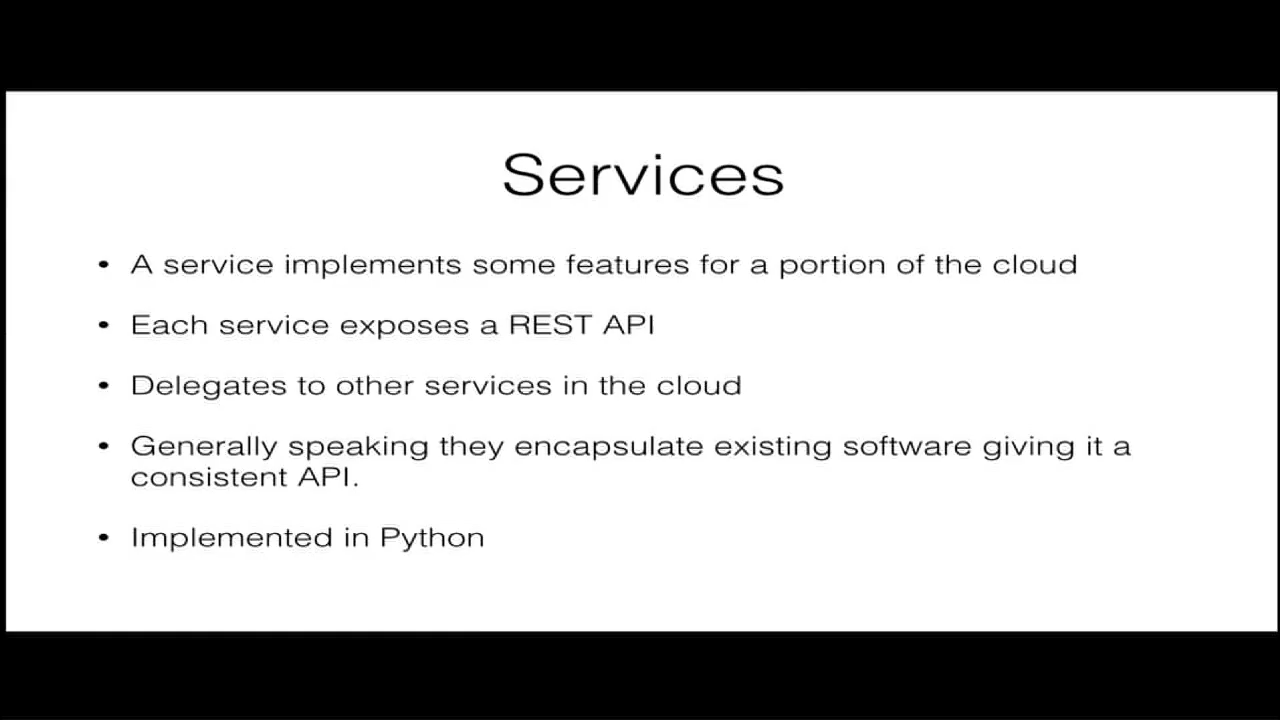 Services
• A service implements some features for a portion of the cloud
• Each service exposes a REST API
• Delegates to other services in the cloud
• Generally speaking they encapsulate existing software giving it a
consistent API.
• Implemented in Python